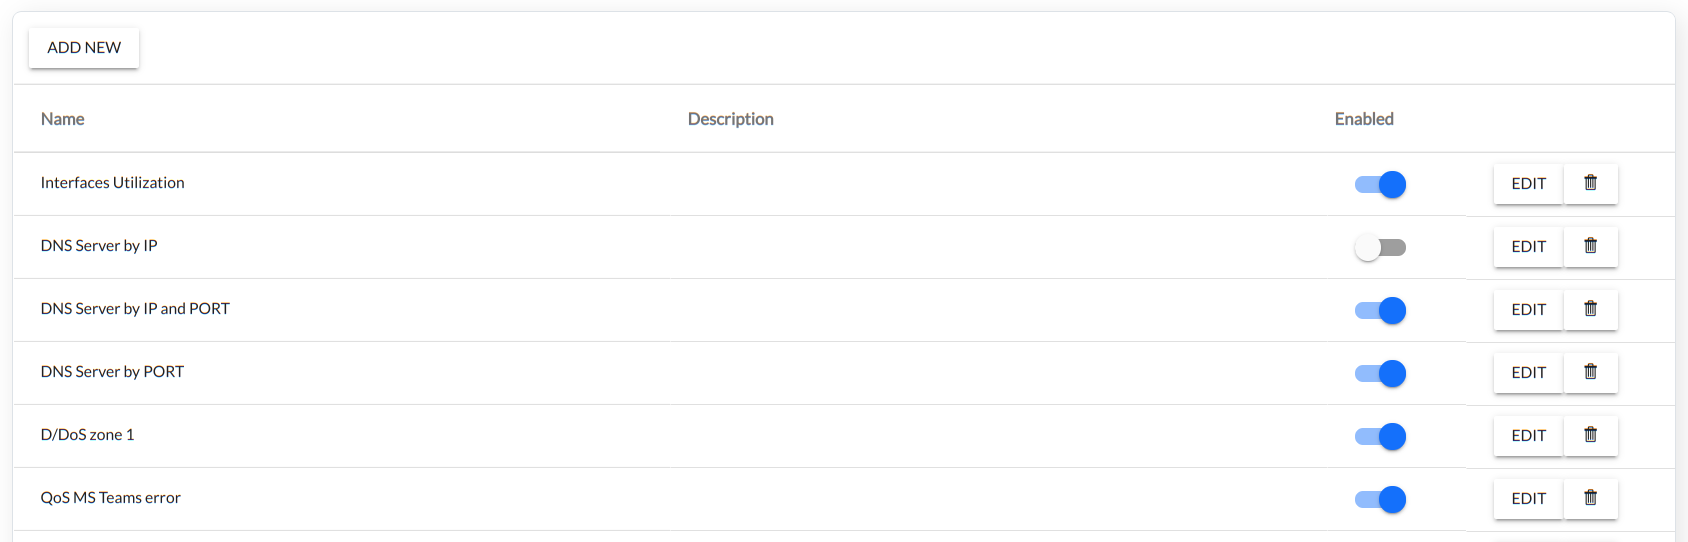 ADD NEW
Name Description Enabled
Interfaces Utilization EDIT
DNS Server by IP EDIT
DNS Server by IP and PORT EDIT
DNS Server by PORT EDIT
D/DoS zone 1 EDIT
QoS MS Teams error EDIT